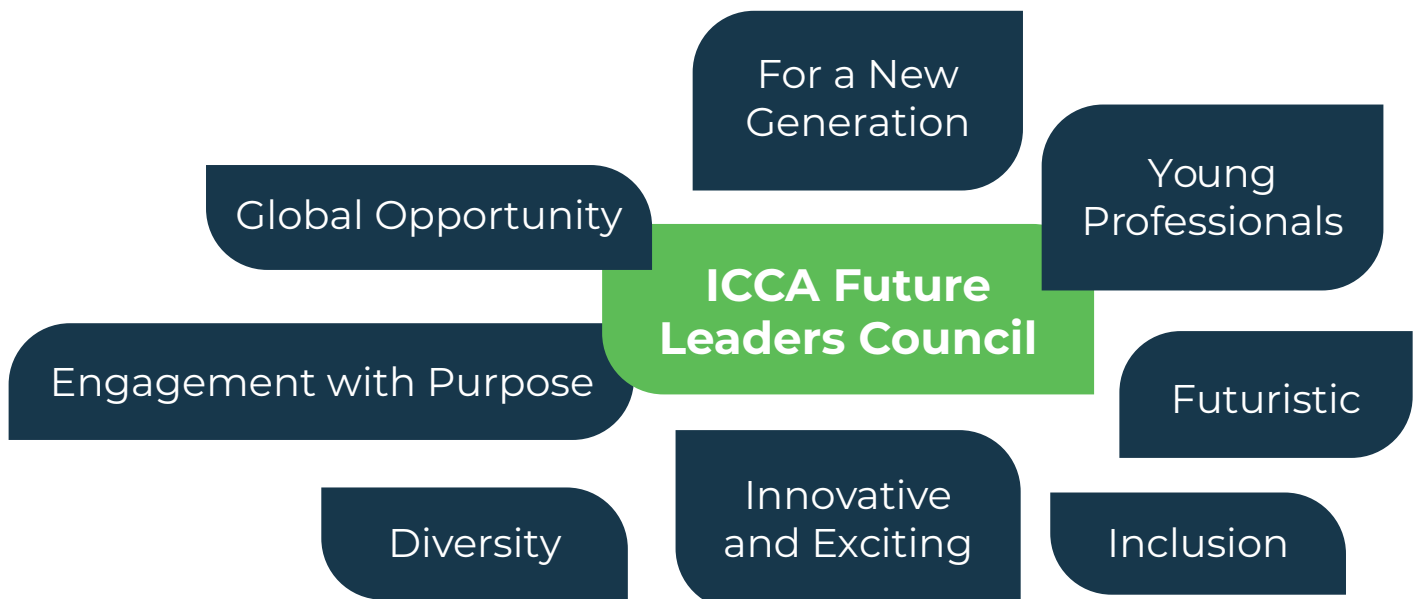 For a New
Generation
Young
Professionals
Global Opportunity
ICCA Future
Leaders Council
Engagement with Purpose
Futuristic
Innovative
and Exciting
Diversity
Inclusion